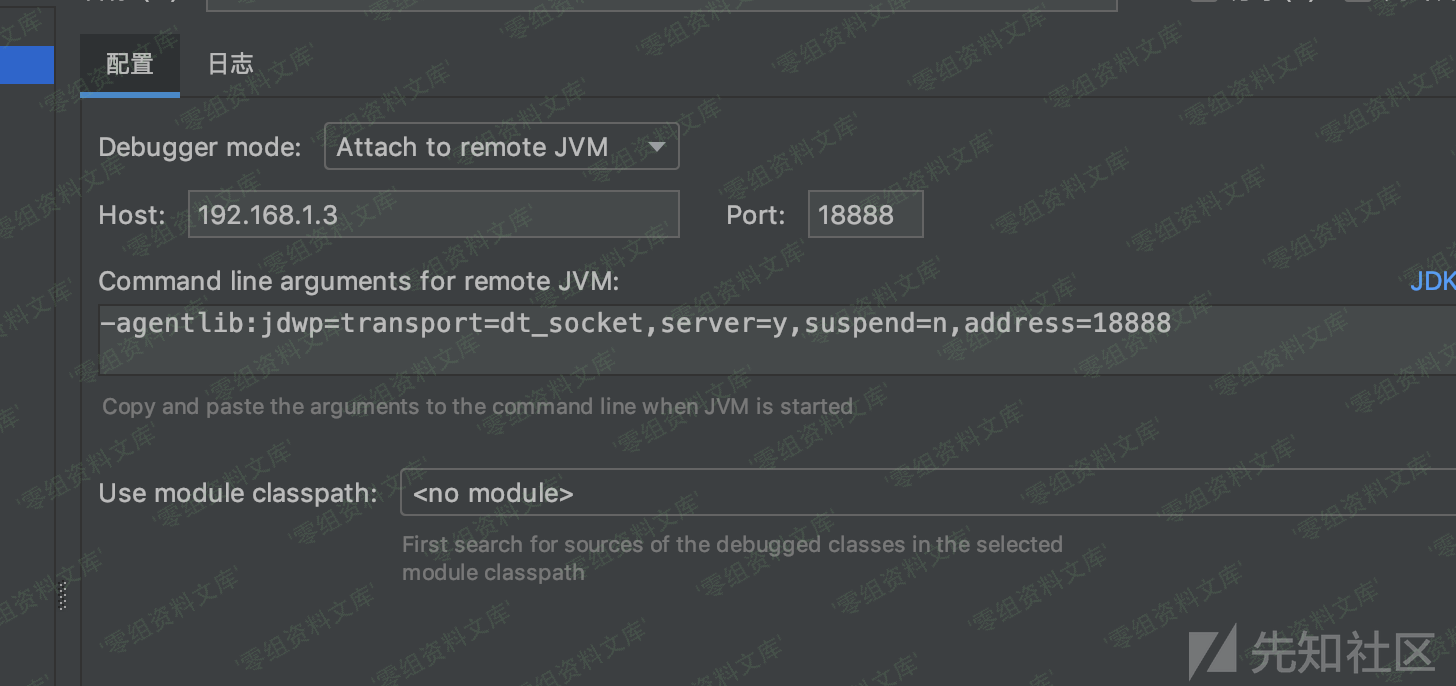 配置 日志
Debugger mode: Attach to remote JVM
Host: 192.168.1.3 Port: 18888
Command line arguments for remote JVM: JDK
-agentlib:jdwp=transport=dt_socket,server=y,suspend=n,address=18888
Copy and paste the arguments to the command line when JVM is started
Use module classpath: <no module>
First search for sources of the debugged classes in the selected
module classpath
先知社区
'零组资料文库'